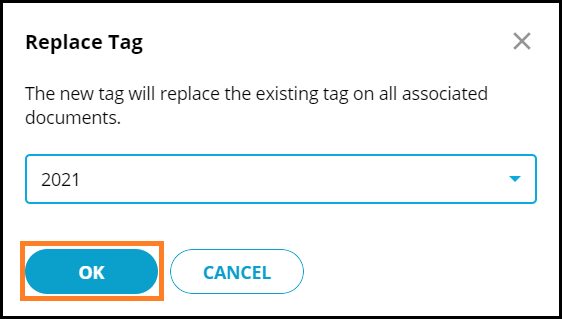 Replace Tag
The new tag will replace the existing tag on all associated
documents.
2021
OK
CANCEL